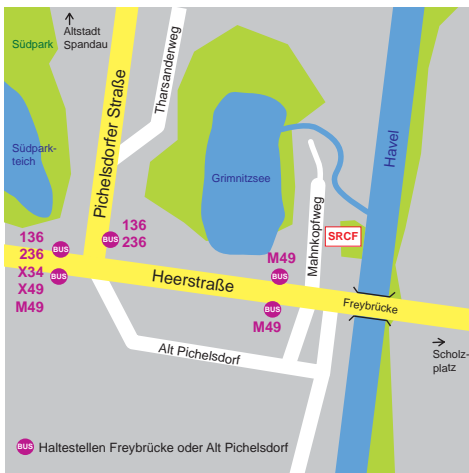 Altstadt
Spandau
Südpark
Tharsanderweg
Pichelsdorfer Straße
Südpark-
teich
Grimnitzsee
Havel
Mahnkopfweg
SRCF
136
236
X34
X49
M49
BUS
BUS
BUS
136
236
M49
BUS
Heerstraße
Freybrücke
BUS
M49
Alt Pichelsdorf
Scholz-
platz
BUS Haltestellen Freybrücke oder Alt Pichelsdorf